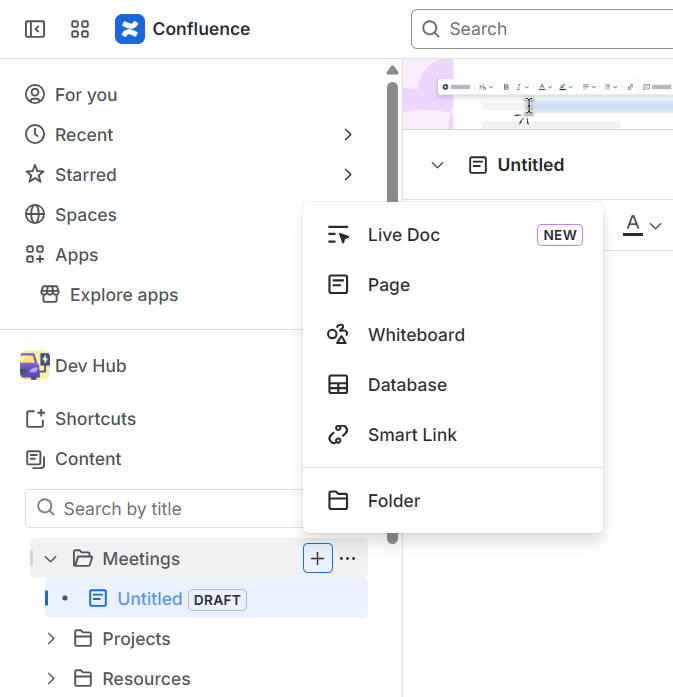 Confluence
Search
For you
Recent
Starred
Spaces
Apps
Explore apps
Dev Hub
Shortcuts
Content
Search by title
Meetings
Untitled DRAFT
Projects
Resources
Untitled
A
Live Doc NEW
Page
Whiteboard
Database
Smart Link
Folder